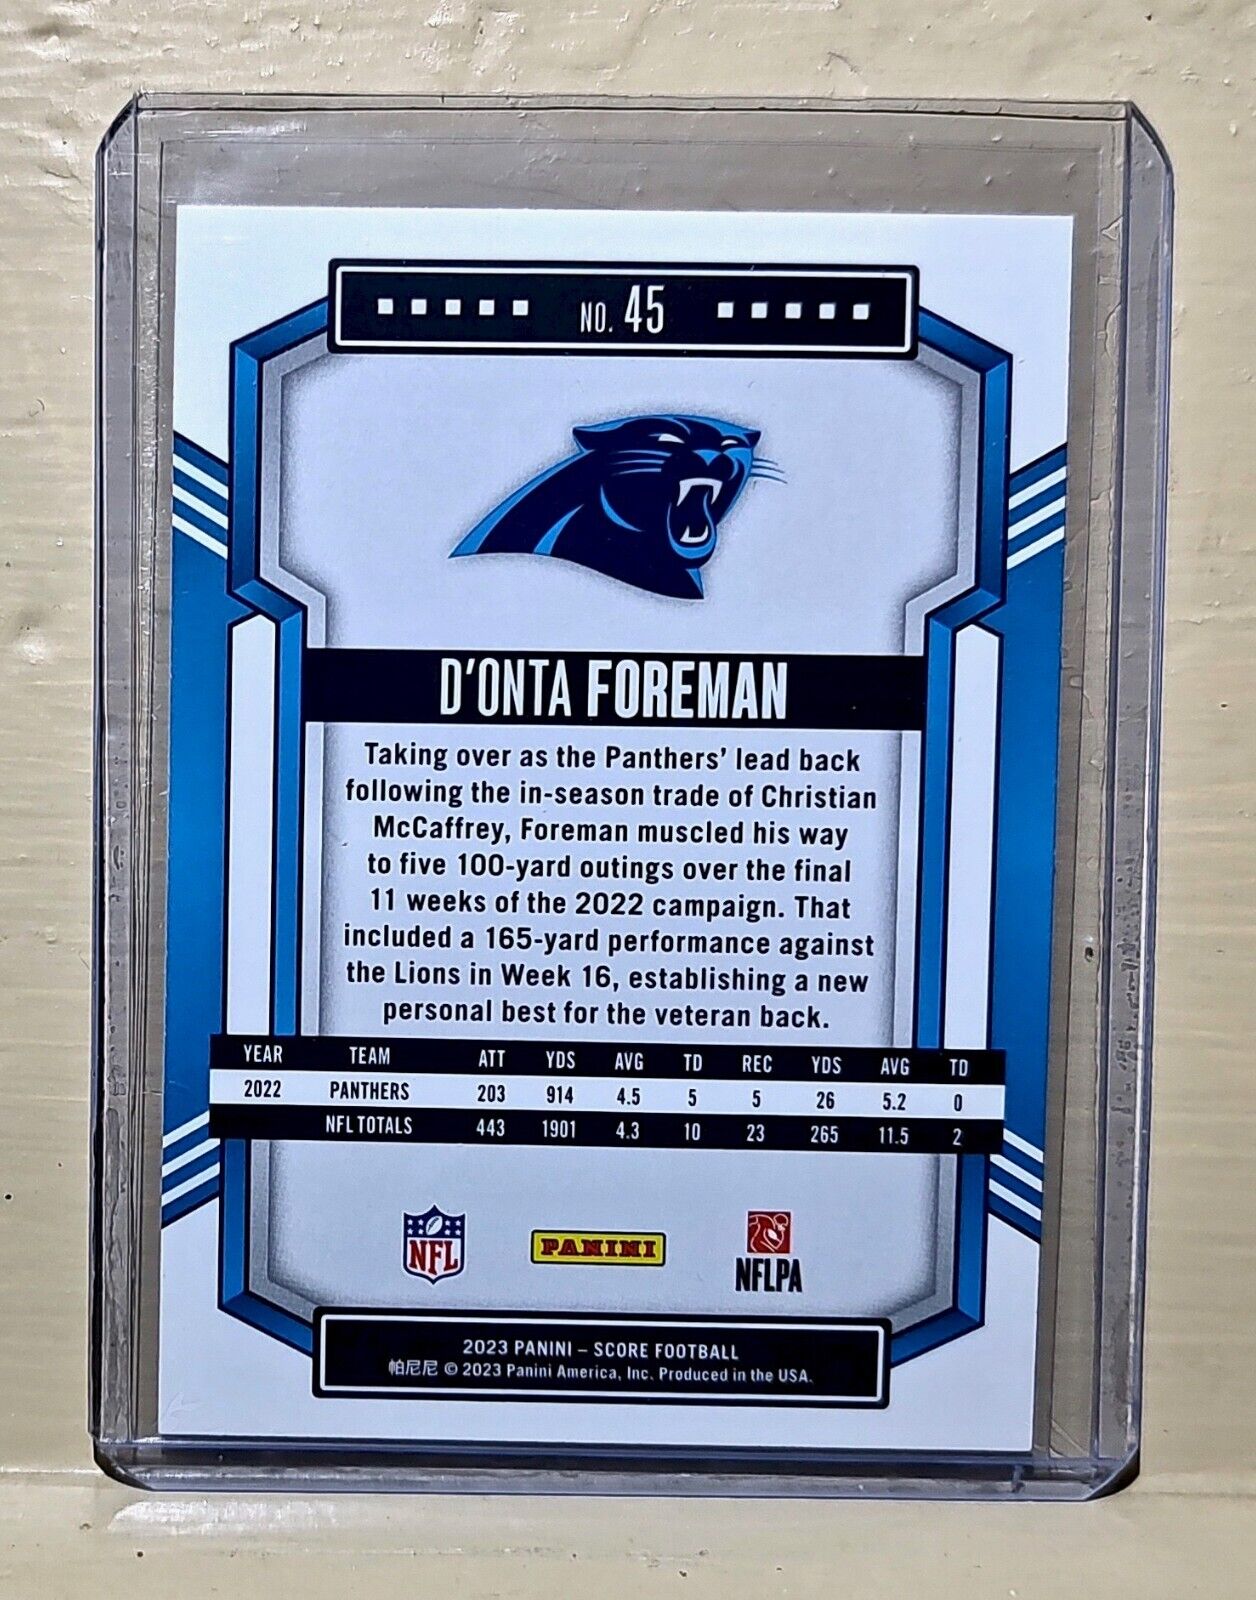 NO. 45
D'ONTA FOREMAN
Taking over as the Panthers' lead back
following the in-season trade of Christian
McCaffrey, Foreman muscled his way
to five 100-yard outings over the final
11 weeks of the 2022 campaign. That
included a 165-yard performance against
the Lions in Week 16, establishing a new
personal best for the veteran back.
YEAR TEAM ATT YDS AVG TD REC YDS AVG TD
2022 PANTHERS 203 914 4.5 5 5 26 5.2 0
NFL TOTALS 443 1901 4.3 10 23 265 11.5 2
NFL PANINI NFLPA
2023 PANINI – SCORE FOOTBALL
帕尼尼 © 2023 Panini America, Inc. Produced in the USA.